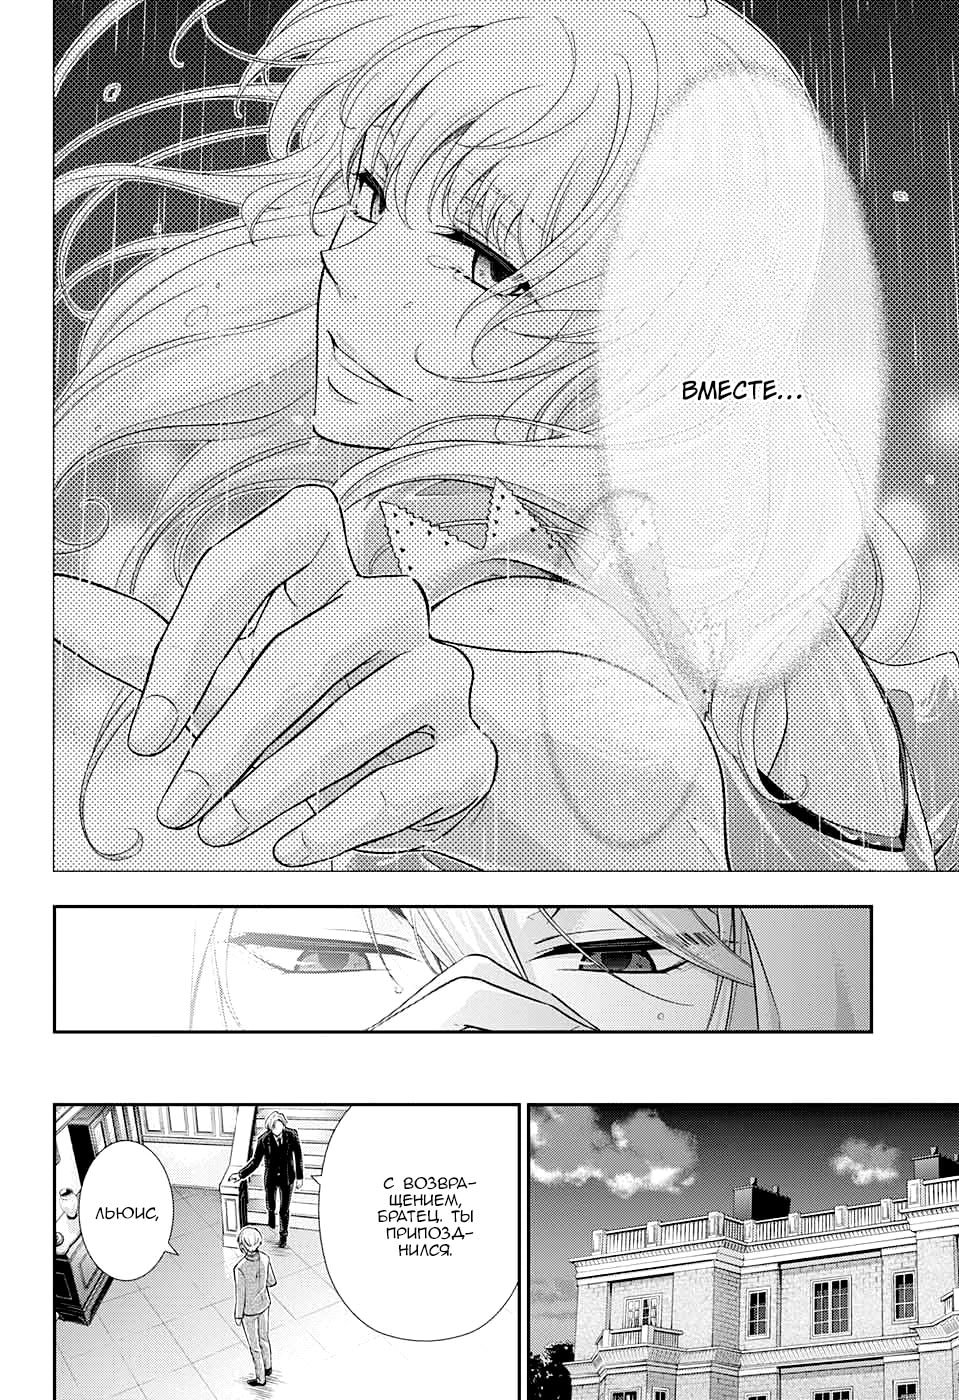 ВМЕСТЕ...
С ВОЗВРА-
ЩЕНИЕМ,
БРАТЕЦ. ТЫ
ПРИПОЗД-
НИЛСЯ.
ЛЬЮИС,